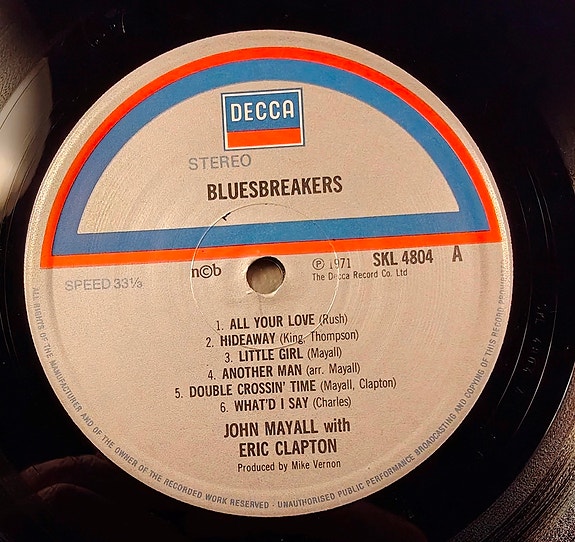 DECCA
STEREO
BLUESBREAKERS
SPEED 33⅓
n©b
Ⓟ 1971 SKL 4804 A
The Decca Record Co. Ltd
1. ALL YOUR LOVE (Rush)
2. HIDEAWAY (King, Thompson)
3. LITTLE GIRL (Mayall)
4. ANOTHER MAN (arr. Mayall)
5. DOUBLE CROSSIN' TIME (Mayall, Clapton)
6. WHAT'D I SAY (Charles)
JOHN MAYALL with
ERIC CLAPTON
Produced by Mike Vernon
ALL RIGHTS OF THE MANUFACTURER AND OF THE OWNER OF THE RECORDED WORK RESERVED · UNAUTHORISED PUBLIC PERFORMANCE BROADCASTING AND COPYING OF THIS RECORD PROHIBITED